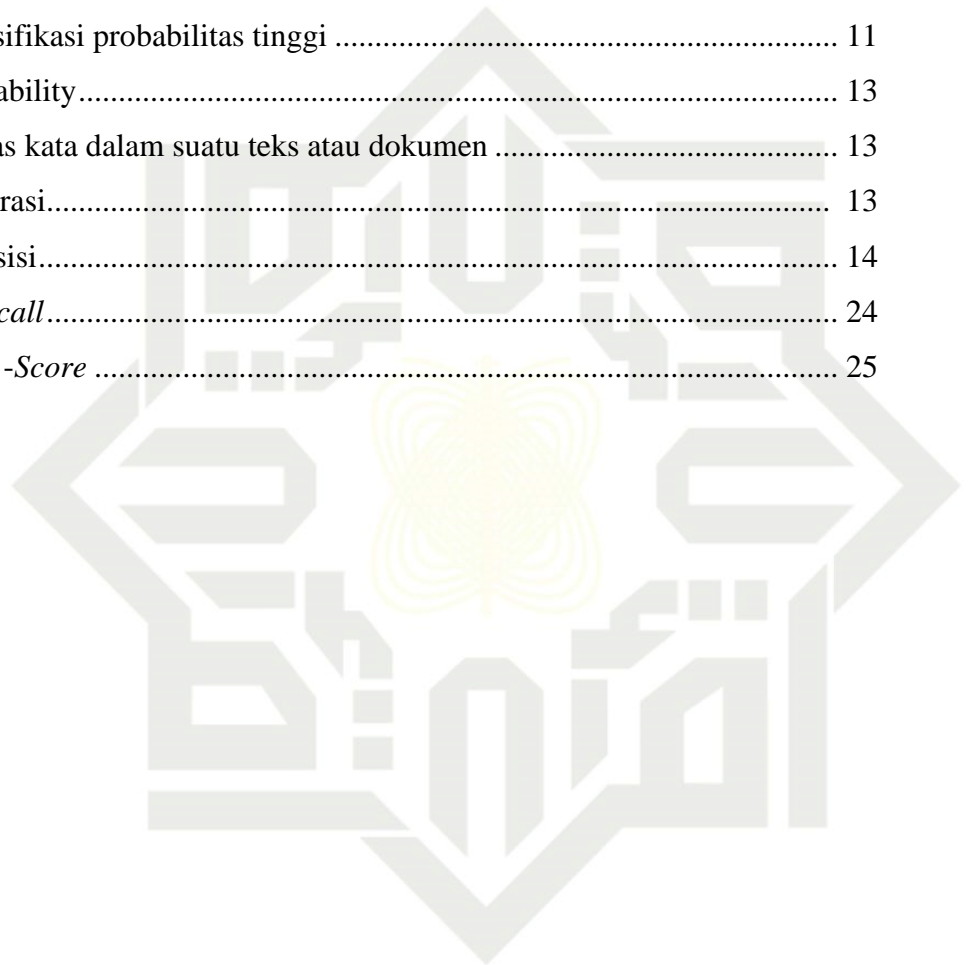 sifikasi probabilitas tinggi .......................................................... 11
ability.......................................................................................... 13
as kata dalam suatu teks atau dokumen ....................................... 13
rasi.............................................................................................. 13
sisi............................................................................................... 14
call.............................................................................................. 24
-Score ......................................................................................... 25